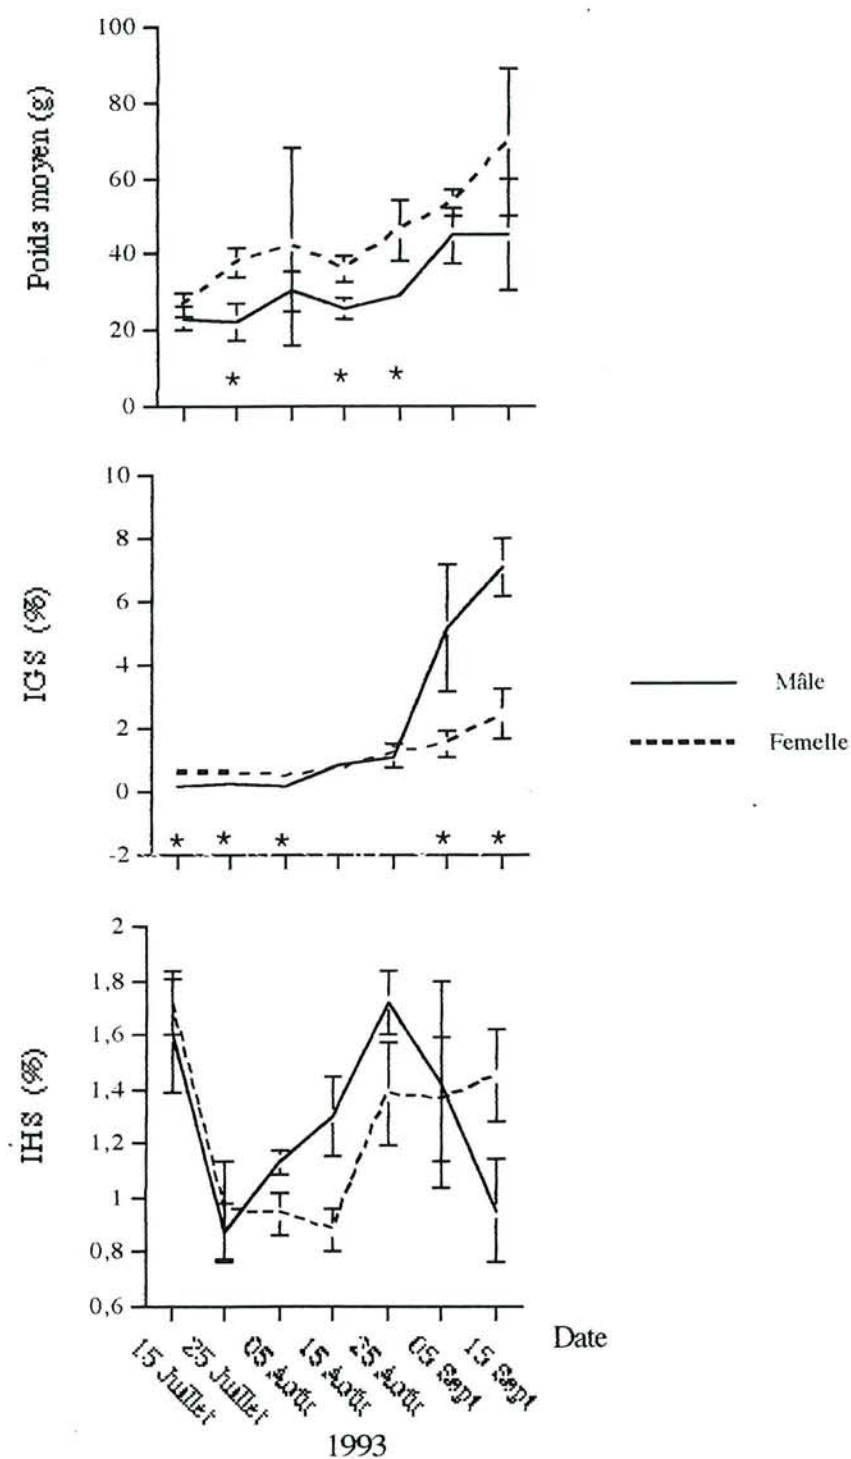 100
80
60
40
20
0
Poids moyen (g)
*
*
*
10
8
6
4
2
0
-2
IGS (%)
*
*
*
*
*
Mâle
Femelle
2
1,8
1,6
1,4
1,2
1
0,8
0,6
IHS (%)
15 Juillet
25 Juillet
05 Août
15 Août
25 Août
05 Sept
15 Sept
Date
1993